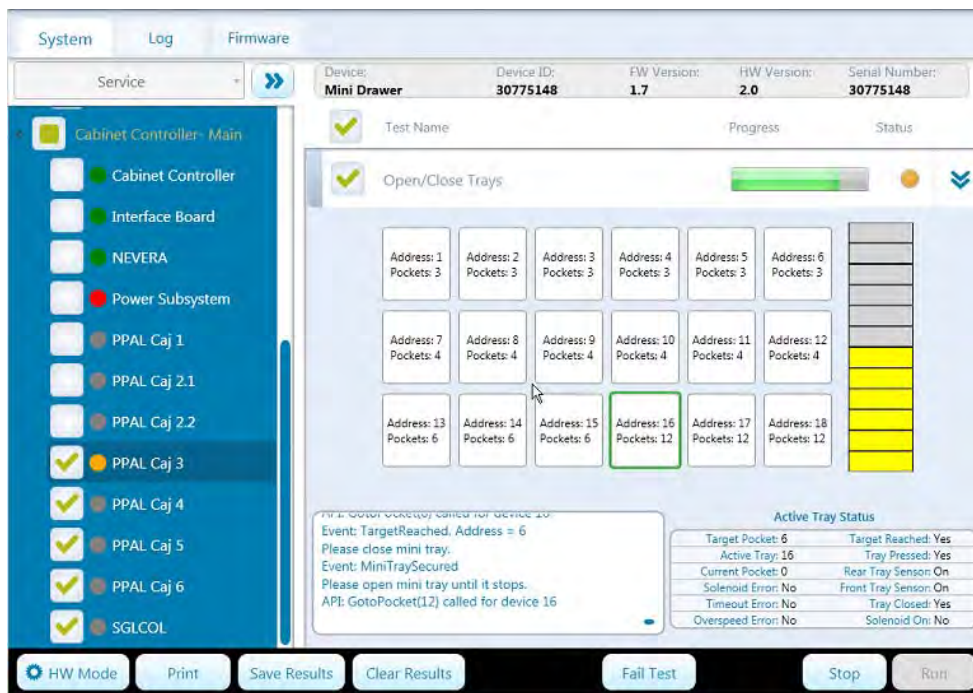 System Log Firmware
Service
Device: Device ID: FW Version: HW Version: Serial Number:
Mini Drawer 30775148 1.7 2.0 30775148
Cabinet Controller- Main
Cabinet Controller
Interface Board
NEVERA
Power Subsystem
PPAL Caj 1
PPAL Caj 2.1
PPAL Caj 2.2
PPAL Caj 3
PPAL Caj 4
PPAL Caj 5
PPAL Caj 6
SGLCOL
Test Name Progress Status
Open/Close Trays
Address: 1 Address: 2 Address: 3 Address: 4 Address: 5 Address: 6
Pockets: 3 Pockets: 3 Pockets: 3 Pockets: 3 Pockets: 3 Pockets: 3
Address: 7 Address: 8 Address: 9 Address: 10 Address: 11 Address: 12
Pockets: 4 Pockets: 4 Pockets: 4 Pockets: 4 Pockets: 4 Pockets: 4
Address: 13 Address: 14 Address: 15 Address: 16 Address: 17 Address: 18
Pockets: 6 Pockets: 6 Pockets: 6 Pockets: 12 Pockets: 12 Pockets: 12
API: GotoPocket(6) called for device 16
Event: TargetReached. Address = 6
Please close mini tray.
Event: MiniTraySecured
Please open mini tray until it stops.
API: GotoPocket(12) called for device 16
Active Tray Status
Target Pocket: 6 Target Reached: Yes
Active Tray: 16 Tray Pressed: Yes
Current Pocket: 0 Rear Tray Sensor: On
Solenoid Error: No Front Tray Sensor: On
Timeout Error: No Tray Closed: Yes
Overspeed Error: No Solenoid On: No
HW Mode Print Save Results Clear Results Fail Test Stop Run